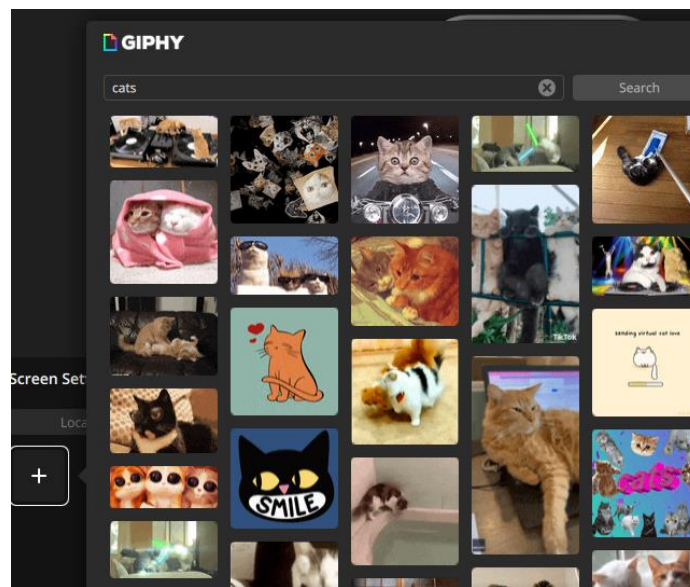 GIPHY
cats
Search
TikTok
sending virtual cat love
Screen Set
Loca
SMILE
cats